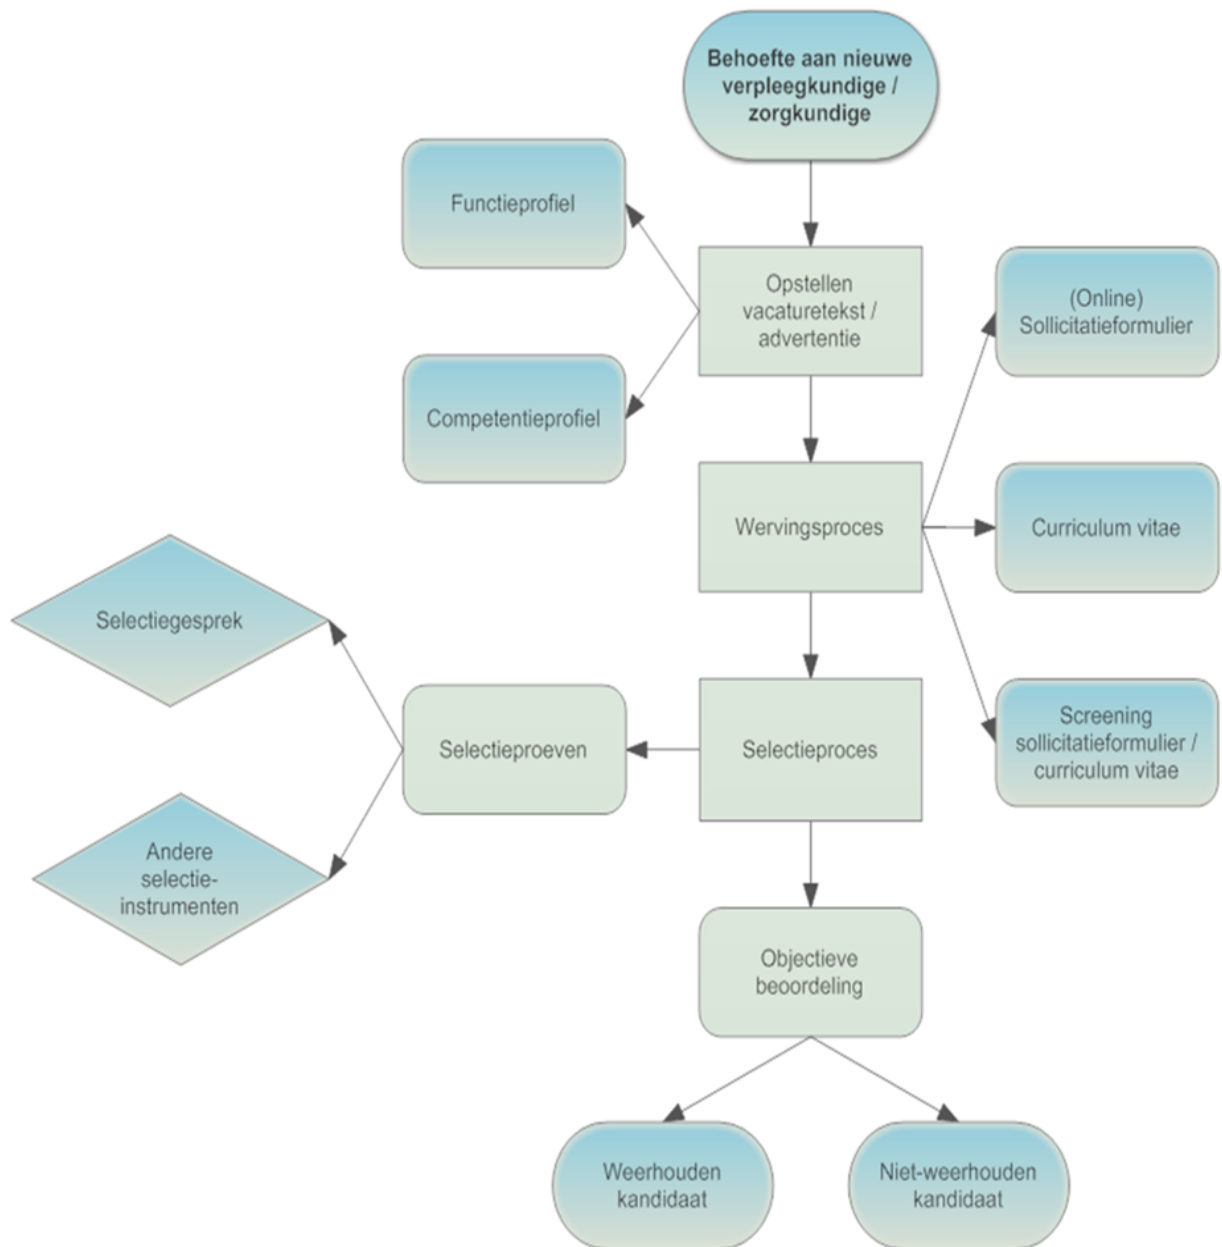 Behoefte aan nieuwe
verpleegkundige /
zorgkundige
Functieprofiel
Opstellen
vacaturetekst /
advertentie
(Online)
Sollicitatieformulier
Competentieprofiel
Wervingsproces
Curriculum vitae
Selectiegesprek
Selectieproeven
Selectieproces
Screening
sollicitatieformulier /
curriculum vitae
Andere
selectie-
instrumenten
Objectieve
beoordeling
Weerhouden
kandidaat
Niet-weerhouden
kandidaat